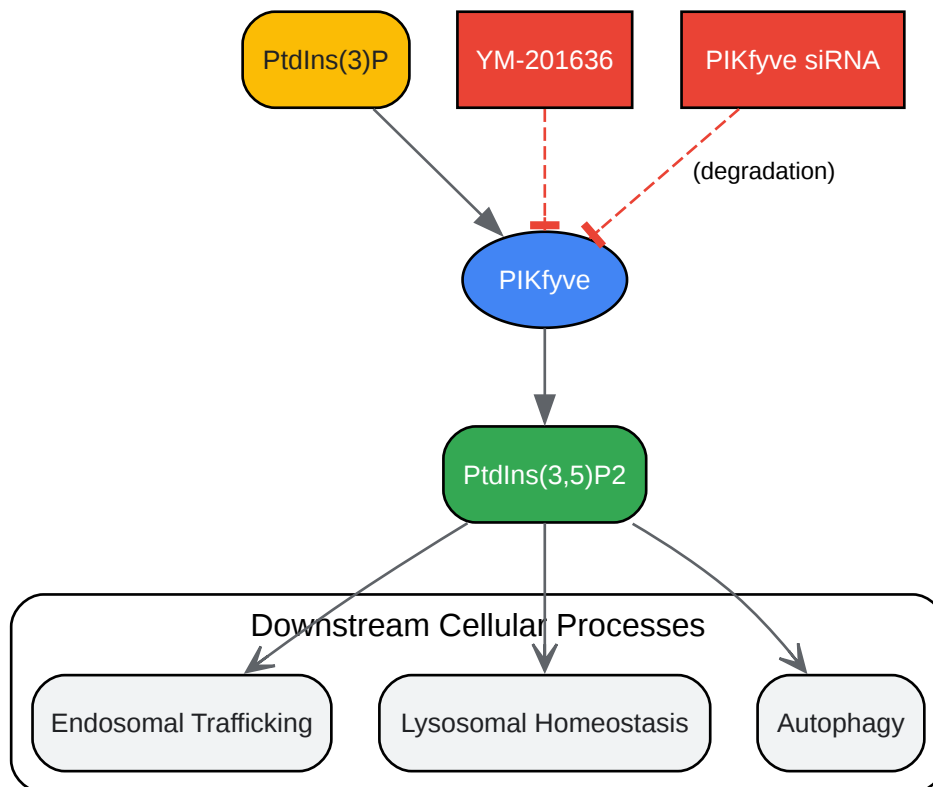 PtdIns(3)P
YM-201636
PIKfyve siRNA
(degradation)
PIKfyve
PtdIns(3,5)P2
Downstream Cellular Processes
Endosomal Trafficking
Lysosomal Homeostasis
Autophagy